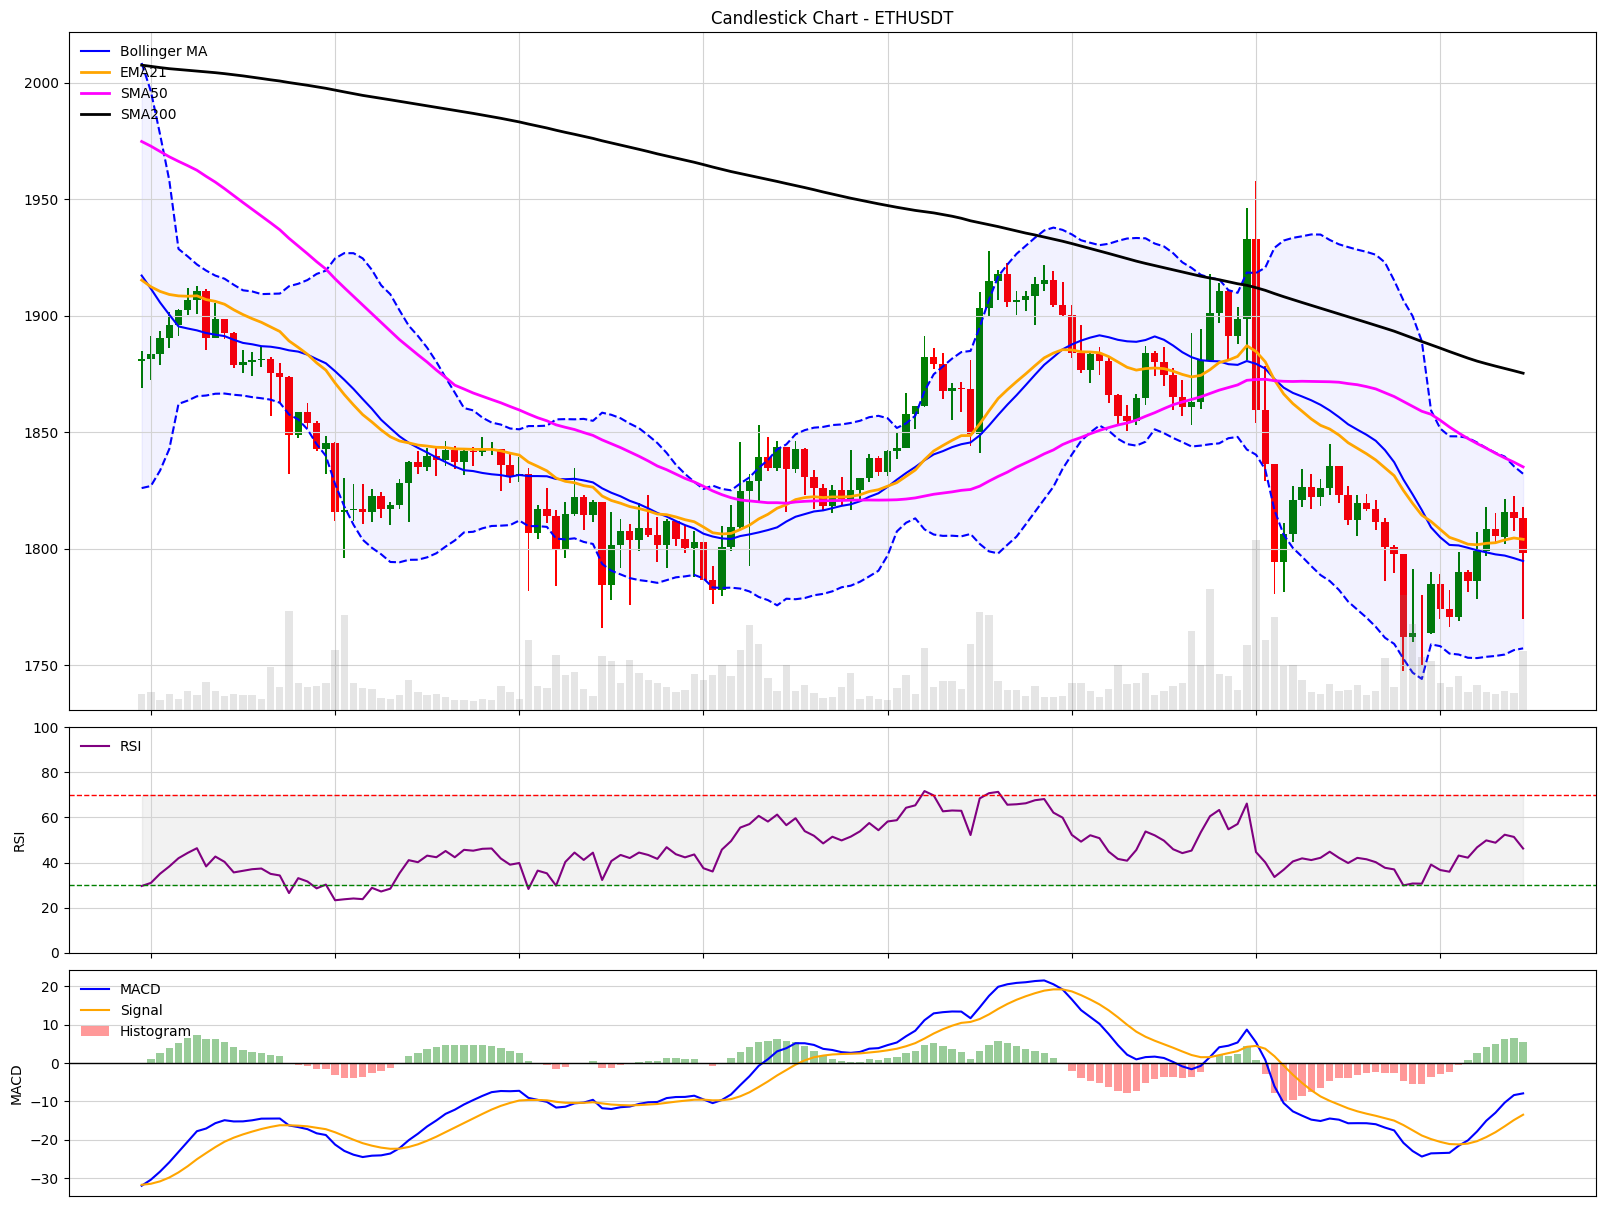 Candlestick Chart - ETHUSDT
Bollinger MA
EMA21
SMA50
SMA200
2000
1950
1900
1850
1800
1750
RSI
100
80
60
40
20
0
RSI
MACD
Signal
Histogram
20
10
0
−10
−20
−30
MACD